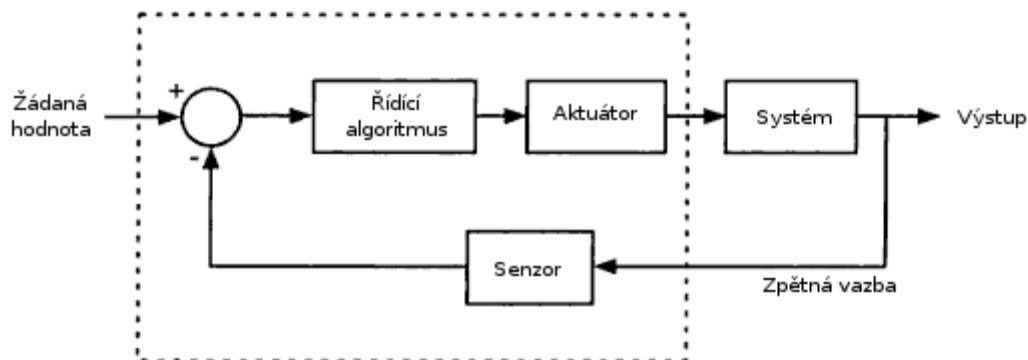 Žádaná
hodnota
+
-
Řídící
algoritmus
Aktuátor
Systém
Výstup
Senzor
Zpětná vazba